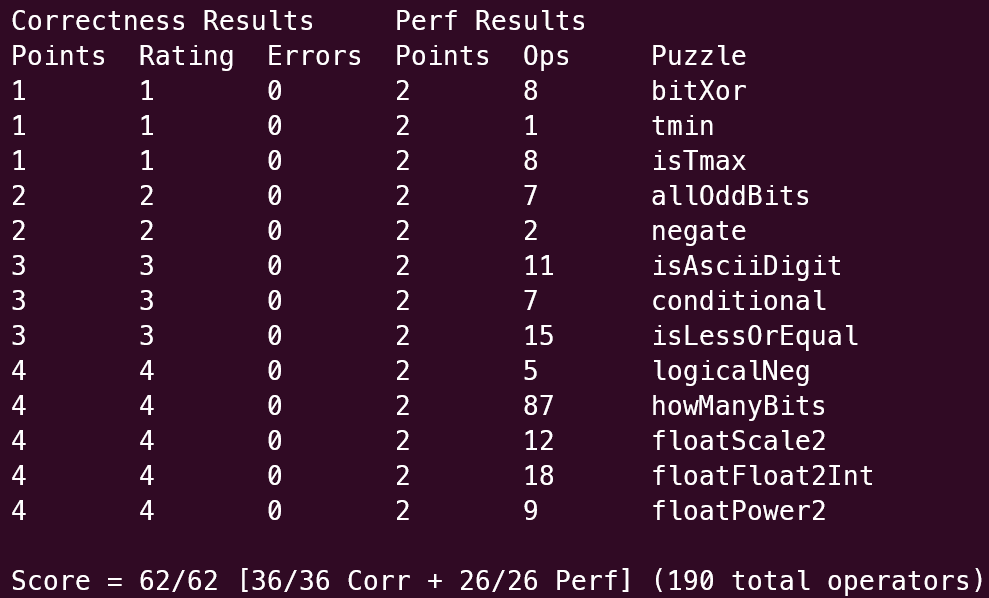 Correctness Results     Perf Results
Points  Rating  Errors  Points  Ops     Puzzle
1       1       0       2       8       bitXor
1       1       0       2       1       tmin
1       1       0       2       8       isTmax
2       2       0       2       7       allOddBits
2       2       0       2       2       negate
3       3       0       2       11      isAsciiDigit
3       3       0       2       7       conditional
3       3       0       2       15      isLessOrEqual
4       4       0       2       5       logicalNeg
4       4       0       2       87      howManyBits
4       4       0       2       12      floatScale2
4       4       0       2       18      floatFloat2Int
4       4       0       2       9       floatPower2
Score = 62/62 [36/36 Corr + 26/26 Perf] (190 total operators)